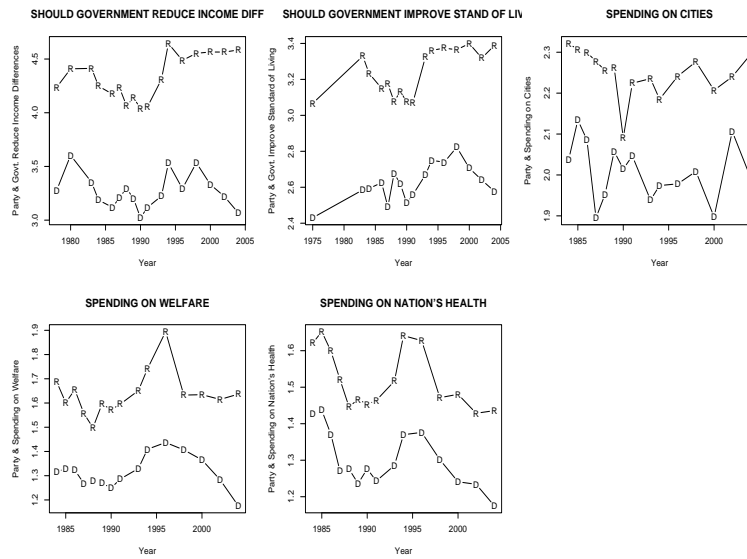 SHOULD GOVERNMENT REDUCE INCOME DIFF
Party & Govt. Reduce Income Differences
4.5
4.0
3.5
3.0
1980 1985 1990 1995 2000 2005
Year
SHOULD GOVERNMENT IMPROVE STAND OF LIV
Party & Govt. Improve Standard of Living
3.4
3.2
3.0
2.8
2.6
2.4
1975 1980 1985 1990 1995 2000 2005
Year
SPENDING ON CITIES
Party & Spending on Cities
2.3
2.2
2.1
2.0
1.9
1985 1990 1995 2000
Year
SPENDING ON WELFARE
Party & Spending on Welfare
1.9
1.8
1.7
1.6
1.5
1.4
1.3
1.2
1985 1990 1995 2000
Year
SPENDING ON NATION'S HEALTH
Party & Spending on Nation's Health
1.6
1.5
1.4
1.3
1.2
1985 1990 1995 2000
Year